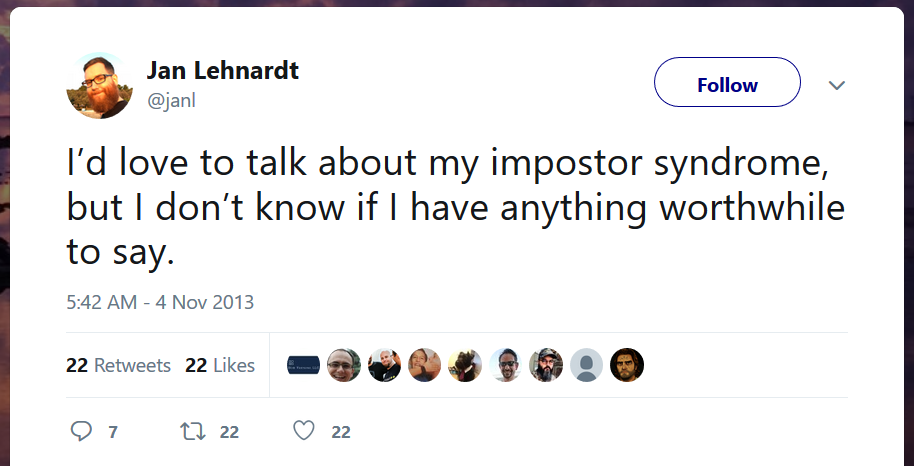 Jan Lehnardt
@janl
Follow
I’d love to talk about my impostor syndrome,
but I don’t know if I have anything worthwhile
to say.
5:42 AM - 4 Nov 2013
22 Retweets 22 Likes
7 22 22